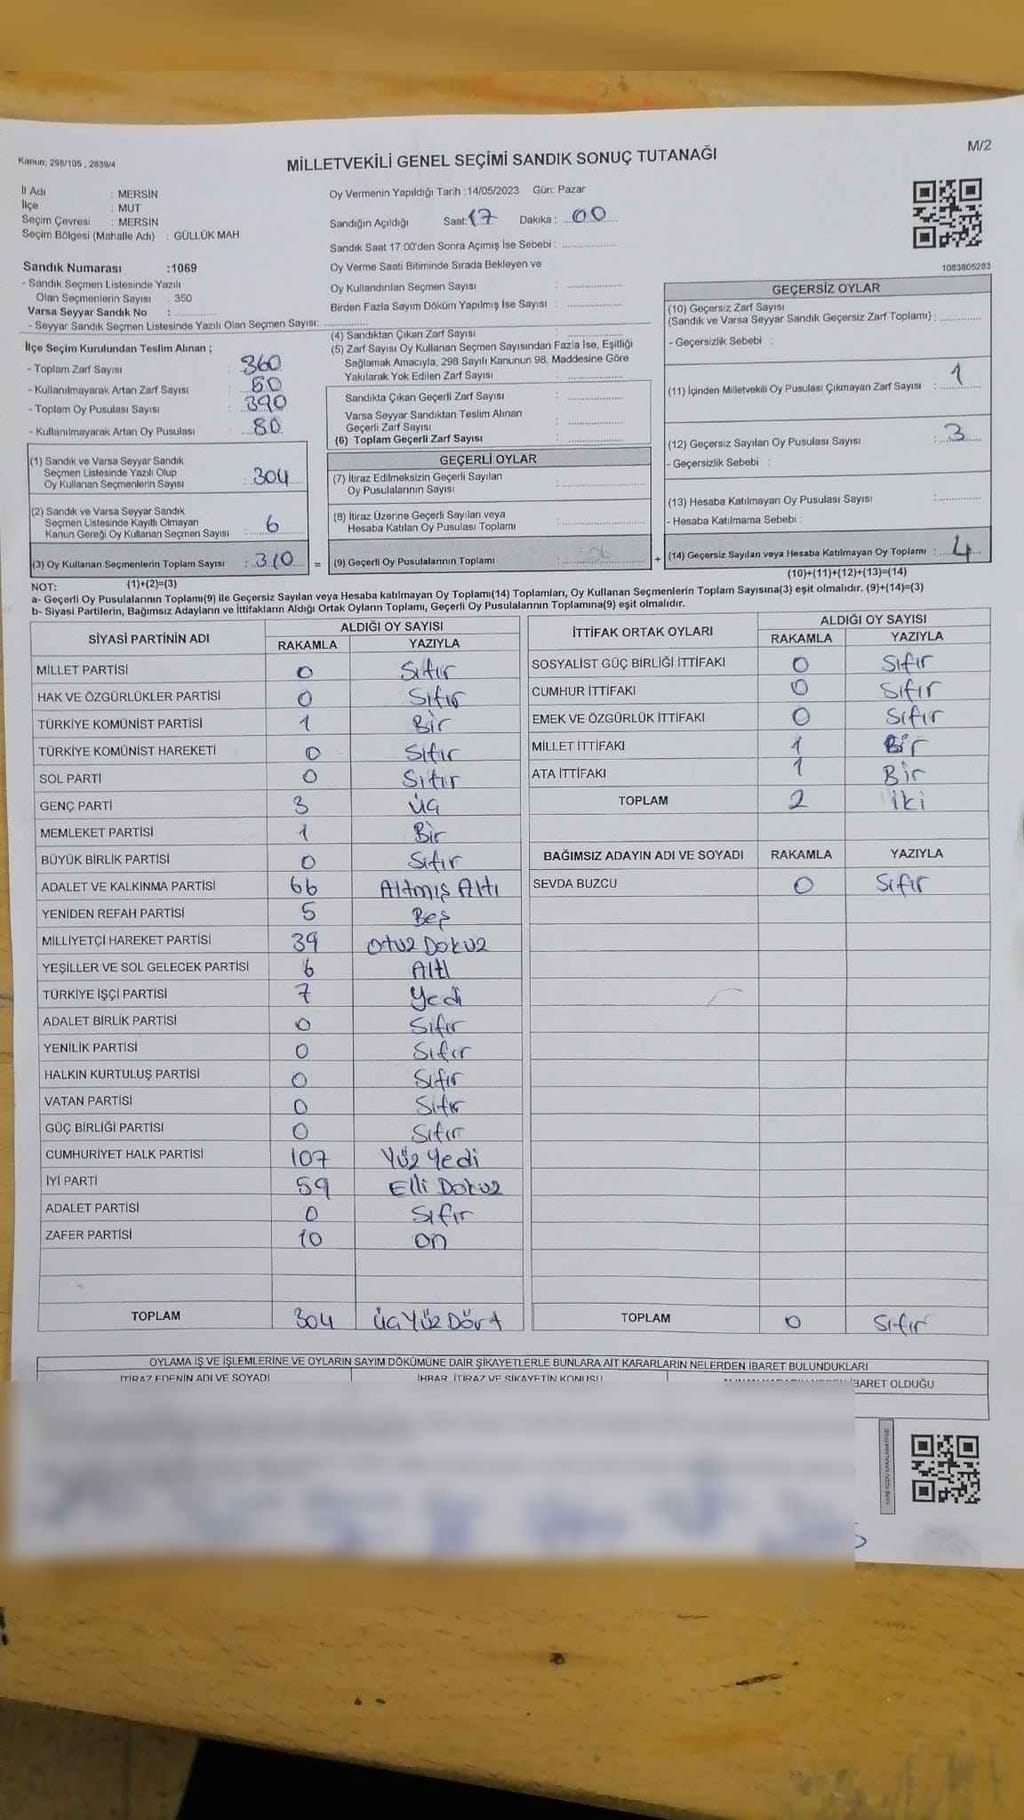 Kanun; 298/105 , 2839/4
MİLLETVEKİLİ GENEL SEÇİMİ SANDIK SONUÇ TUTANAĞI
M/2
İl Adı : MERSİN
İlçe : MUT
Seçim Çevresi : MERSİN
Seçim Bölgesi (Mahalle Adı) : GÜLLÜK MAH
Sandık Numarası :1069
- Sandık Seçmen Listesinde Yazılı
Olan Seçmenlerin Sayısı : 350
Varsa Seyyar Sandık No :
- Seyyar Sandık Seçmen Listesinde Yazılı Olan Seçmen Sayısı:
İlçe Seçim Kurulundan Teslim Alınan ;
- Toplam Zarf Sayısı : 360
- Kullanılmayarak Artan Zarf Sayısı : 50
- Toplam Oy Pusulası Sayısı : 390
- Kullanılmayarak Artan Oy Pusulası : 80
(1) Sandık ve Varsa Seyyar Sandık
Seçmen Listesinde Yazılı Olup
Oy Kullanan Seçmenlerin Sayısı : 304
(2) Sandık ve Varsa Seyyar Sandık
Seçmen Listesinde Kayıtlı Olmayan
Kanun Gereği Oy Kullanan Seçmen Sayısı : 6
(3) Oy Kullanan Seçmenlerin Toplam Sayısı : 310 =
Oy Vermenin Yapıldığı Tarih :14/05/2023 Gün: Pazar
Sandığın Açıldığı Saat: 17 Dakika : 00
Sandık Saat 17:00'den Sonra Açımış İse Sebebi :
Oy Verme Saati Bitiminde Sırada Bekleyen ve
Oy Kullandırılan Seçmen Sayısı :
Birden Fazla Sayım Döküm Yapılmış İse Sayısı :
(4) Sandıktan Çıkan Zarf Sayısı :
(5) Zarf Sayısı Oy Kullanan Seçmen Sayısından Fazla İse, Eşitliği
Sağlamak Amacıyla, 298 Sayılı Kanunun 98. Maddesine Göre
Yakılarak Yok Edilen Zarf Sayısı :
Sandıkta Çıkan Geçerli Zarf Sayısı :
Varsa Seyyar Sandıktan Teslim Alınan
Geçerli Zarf Sayısı :
(6) Toplam Geçerli Zarf Sayısı :
GEÇERLİ OYLAR
(7) İtiraz Edilmeksizin Geçerli Sayılan
Oy Pusulalarının Sayısı :
(8) İtiraz Üzerine Geçerli Sayılan veya
Hesaba Katılan Oy Pusulası Toplamı :
(9) Geçerli Oy Pusulalarının Toplamı : +
1083805283
GEÇERSİZ OYLAR
(10) Geçersiz Zarf Sayısı
(Sandık ve Varsa Seyyar Sandık Geçersiz Zarf Toplamı) :
- Geçersizlik Sebebi :
(11) İçinden Milletvekili Oy Pusulası Çıkmayan Zarf Sayısı : 1
(12) Geçersiz Sayılan Oy Pusulası Sayısı : 3
- Geçersizlik Sebebi :
(13) Hesaba Katılmayan Oy Pusulası Sayısı :
- Hesaba Katılmama Sebebi :
(14) Geçersiz Sayılan veya Hesaba Katılmayan Oy Toplamı : 4
NOT: (1)+(2)=(3)
(10)+(11)+(12)+(13)=(14)
a- Geçerli Oy Pusulalarının Toplamı(9) ile Geçersiz Sayılan veya Hesaba katılmayan Oy Toplamı(14) Toplamları, Oy Kullanan Seçmenlerin Toplam Sayısına(3) eşit olmalıdır. (9)+(14)=(3)
b- Siyasi Partilerin, Bağımsız Adayların ve İttifakların Aldığı Ortak Oyların Toplamı, Geçerli Oy Pusulalarının Toplamına(9) eşit olmalıdır.
SİYASİ PARTİNİN ADI
ALDIĞI OY SAYISI
RAKAMLA YAZIYLA
MİLLET PARTİSİ 0 Sıfır
HAK VE ÖZGÜRLÜKLER PARTİSİ 0 Sıfır
TÜRKİYE KOMÜNİST PARTİSİ 1 Bir
TÜRKİYE KOMÜNİST HAREKETİ 0 Sıfır
SOL PARTİ 0 Sıfır
GENÇ PARTİ 3 Üç
MEMLEKET PARTİSİ 1 Bir
BÜYÜK BİRLİK PARTİSİ 0 Sıfır
ADALET VE KALKINMA PARTİSİ 66 Altmış Altı
YENİDEN REFAH PARTİSİ 5 Beş
MİLLİYETÇİ HAREKET PARTİSİ 39 Otuz Dokuz
YEŞİLLER VE SOL GELECEK PARTİSİ 6 Altı
TÜRKİYE İŞÇİ PARTİSİ 7 Yedi
ADALET BİRLİK PARTİSİ 0 Sıfır
YENİLİK PARTİSİ 0 Sıfır
HALKIN KURTULUŞ PARTİSİ 0 Sıfır
VATAN PARTİSİ 0 Sıfır
GÜÇ BİRLİĞİ PARTİSİ 0 Sıfır
CUMHURİYET HALK PARTİSİ 107 Yüz Yedi
İYİ PARTİ 59 Elli Dokuz
ADALET PARTİSİ 0 Sıfır
ZAFER PARTİSİ 10 On
TOPLAM 304 Üç Yüz Dört
İTTİFAK ORTAK OYLARI
ALDIĞI OY SAYISI
RAKAMLA YAZIYLA
SOSYALİST GÜÇ BİRLİĞİ İTTİFAKI 0 Sıfır
CUMHUR İTTİFAKI 0 Sıfır
EMEK VE ÖZGÜRLÜK İTTİFAKI 0 Sıfır
MİLLET İTTİFAKI 1 Bir
ATA İTTİFAKI 1 Bir
TOPLAM 2 İki
BAĞIMSIZ ADAYIN ADI VE SOYADI RAKAMLA YAZIYLA
SEVDA BUZCU 0 Sıfır
TOPLAM 0 Sıfır
OYLAMA İŞ VE İŞLEMLERİNE VE OYLARIN SAYIM DÖKÜMÜNE DAİR ŞİKAYETLERLE BUNLARA AİT KARARLARIN NELERDEN İBARET BULUNDUKLARI
İTİRAZ EDENİN ADI VE SOYADI İHBAR, İTİRAZ VE ŞİKAYETİN KONUSU BARET OLDUĞU